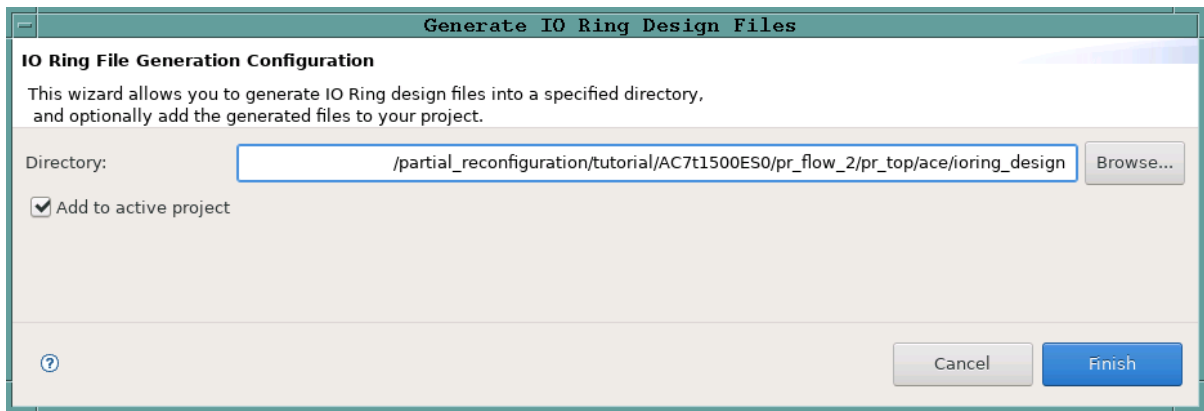 Generate IO Ring Design Files
IO Ring File Generation Configuration
This wizard allows you to generate IO Ring design files into a specified directory,
and optionally add the generated files to your project.
Directory: /partial_reconfiguration/tutorial/AC7t1500ES0/pr_flow_2/pr_top/ace/ioring_design Browse...
Add to active project
? Cancel Finish